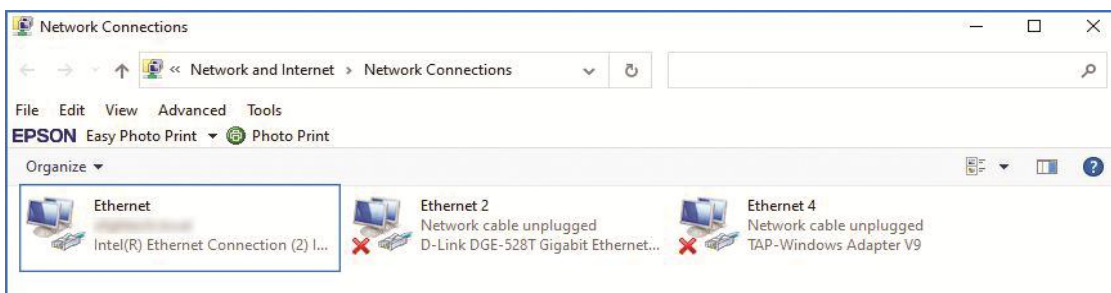 Network Connections
« Network and Internet > Network Connections
File Edit View Advanced Tools
EPSON Easy Photo Print Photo Print
Organize
Ethernet
Intel(R) Ethernet Connection (2) I...
Ethernet 2
Network cable unplugged
D-Link DGE-528T Gigabit Ethernet...
Ethernet 4
Network cable unplugged
TAP-Windows Adapter V9